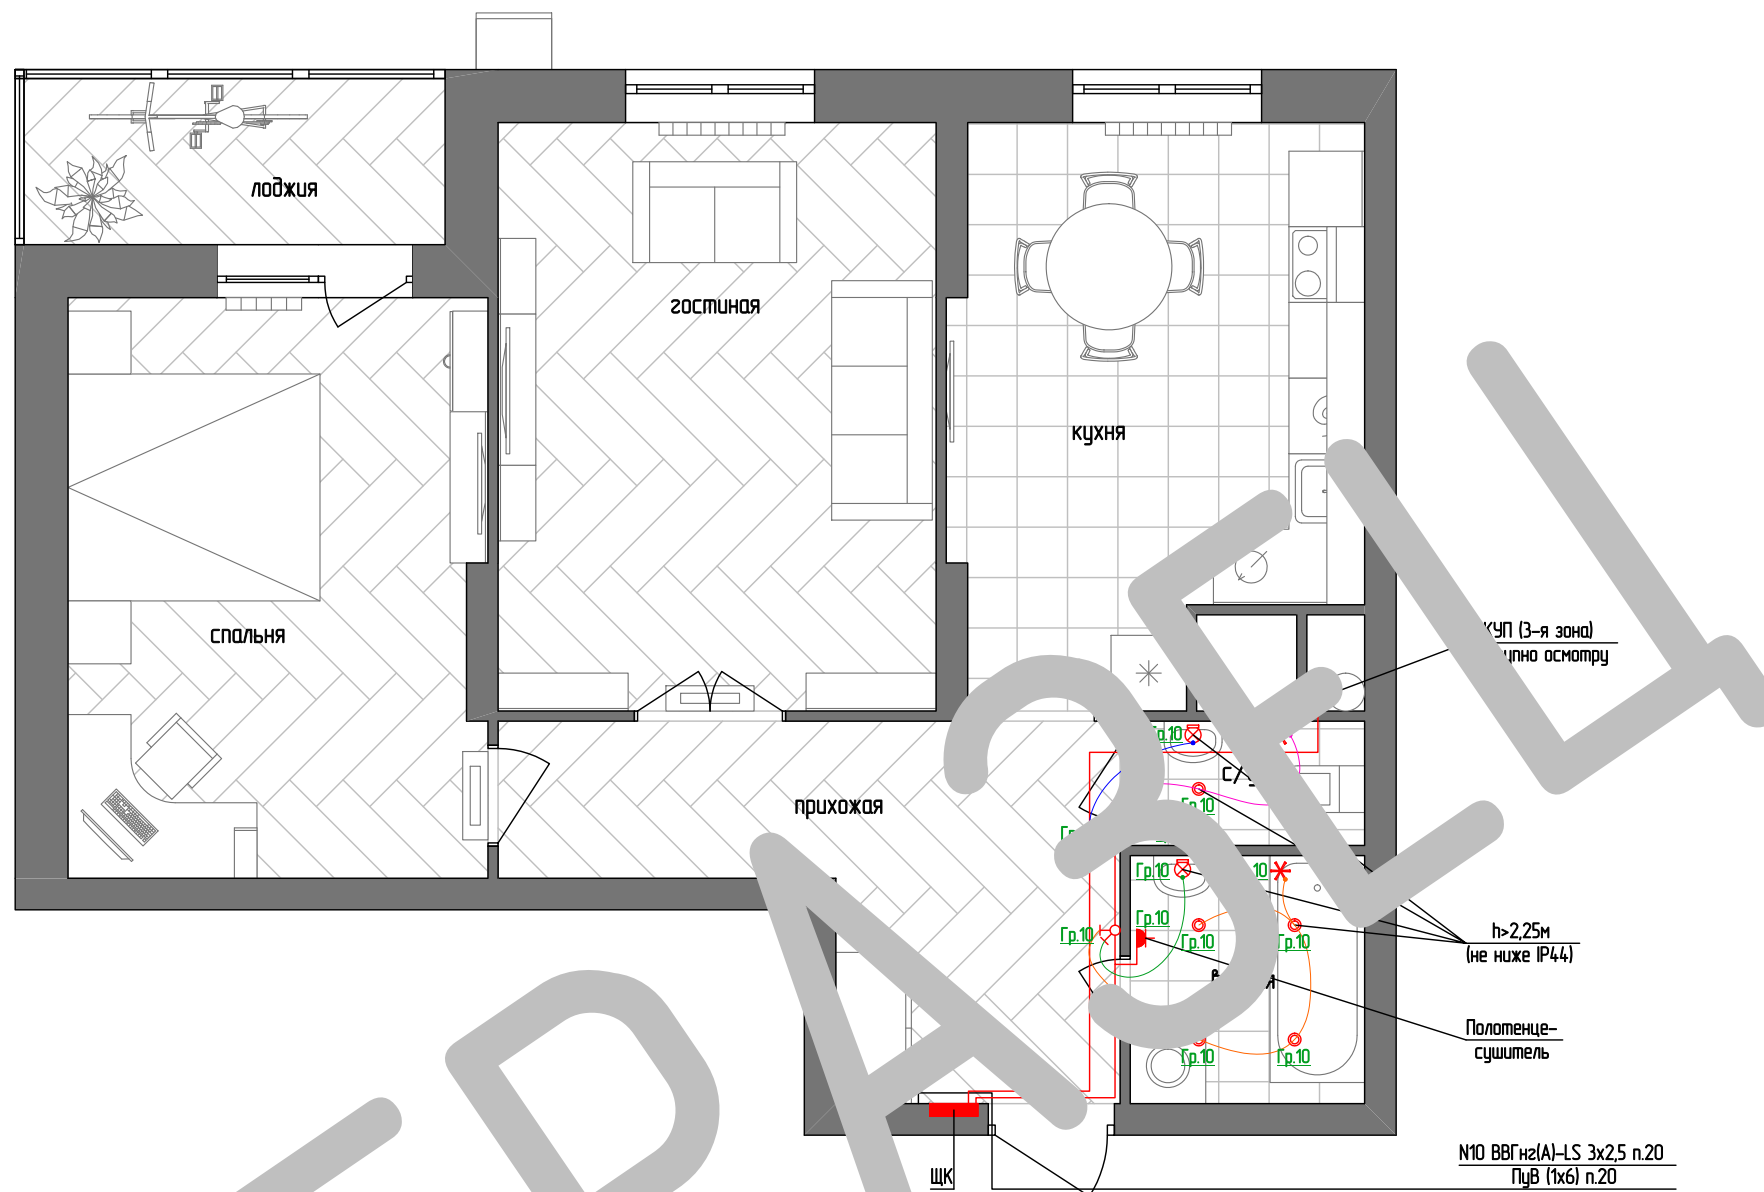 лоджия
гостиная
кухня
спальня
КУП (3-я зона)
осмотру
Гр.10
прихожая
Гр.10
Гр.10 Гр.10
Гр.10
Гр.10 Гр.10 Гр.10
h>2,25м
(не ниже IP44)
Полотенце-
сушитель
Гр.10 Гр.10
N10 ВВГнг(А)-LS 3х2,5 п.20
ПуВ (1х6) п.20
ЩК